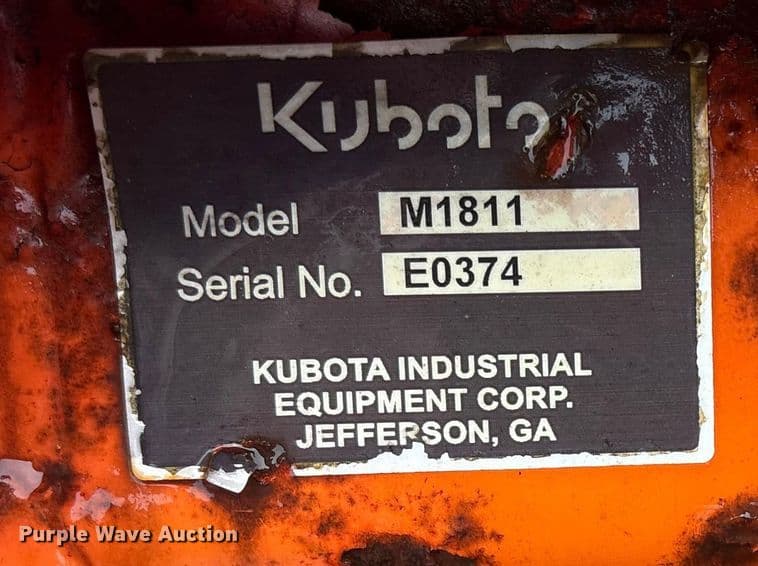 Kubota
Model M1811
Serial No. E0374
KUBOTA INDUSTRIAL
EQUIPMENT CORP.
JEFFERSON, GA
Purple Wave Auction